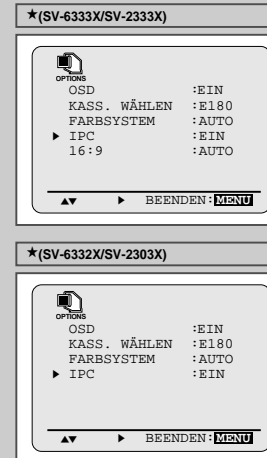 ★(SV-6333X/SV-2333X)
OPTIONS
OSD :EIN
KASS. WÄHLEN :E180
FARBSYSTEM :AUTO
▶ IPC :EIN
16:9 :AUTO
▲▼ ▶ BEENDEN:MENU
★(SV-6332X/SV-2303X)
OPTIONS
OSD :EIN
KASS. WÄHLEN :E180
FARBSYSTEM :AUTO
▶ IPC :EIN
▲▼ ▶ BEENDEN:MENU